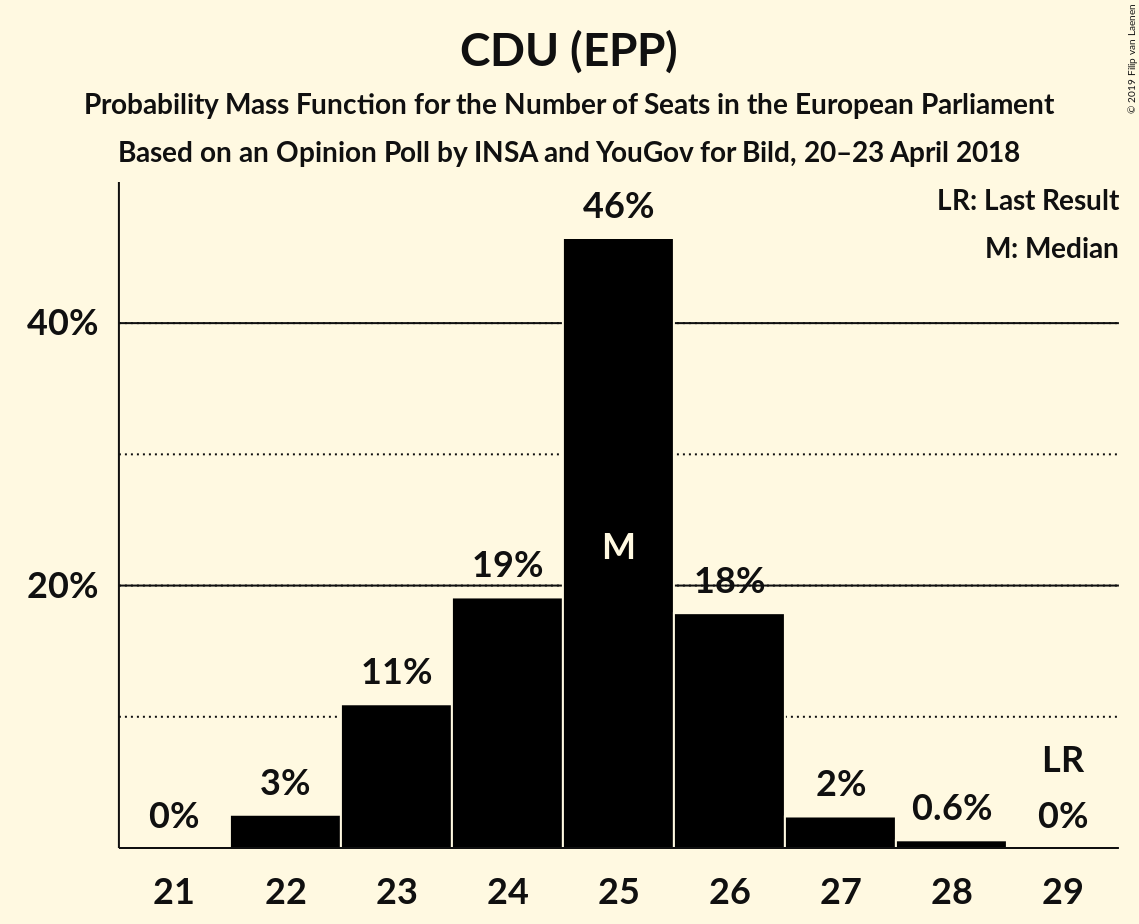 CDU (EPP)
Probability Mass Function for the Number of Seats in the European Parliament
Based on an Opinion Poll by INSA and YouGov for Bild, 20–23 April 2018
© 2019 Filip van Laenen
LR: Last Result
M: Median
46%
40%
M
19%
18%
20%
11%
LR
3%
2%
0.6%
0%
0%
21 22 23 24 25 26 27 28 29